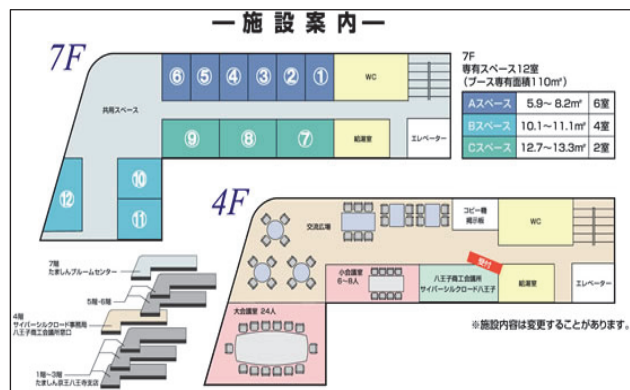 ー施設案内ー
7F
⑥ ⑤ ④ ③ ② ①
WC
共用スペース
⑨ ⑧ ⑦
給湯室
エレベーター
⑫
⑩
⑪
7F
専有スペース12室
(ブース専有面積110㎡)
Aスペース 5.9～8.2㎡ 6室
Bスペース 10.1～11.1㎡ 4室
Cスペース 12.7～13.3㎡ 2室
4F
交流広場
コピー機
掲示板
WC
受付
小会議室
6～8人
八王子商工会議所
サイバーシルクロード八王子
給湯室
エレベーター
大会議室 24人
7階
たましんブルームセンター
5階-6階
4階
サイバーシルクロード事務局
八王子商工会議所窓口
1階～3階
たましん京王八王寺支店
※施設内容は変更することがあります。